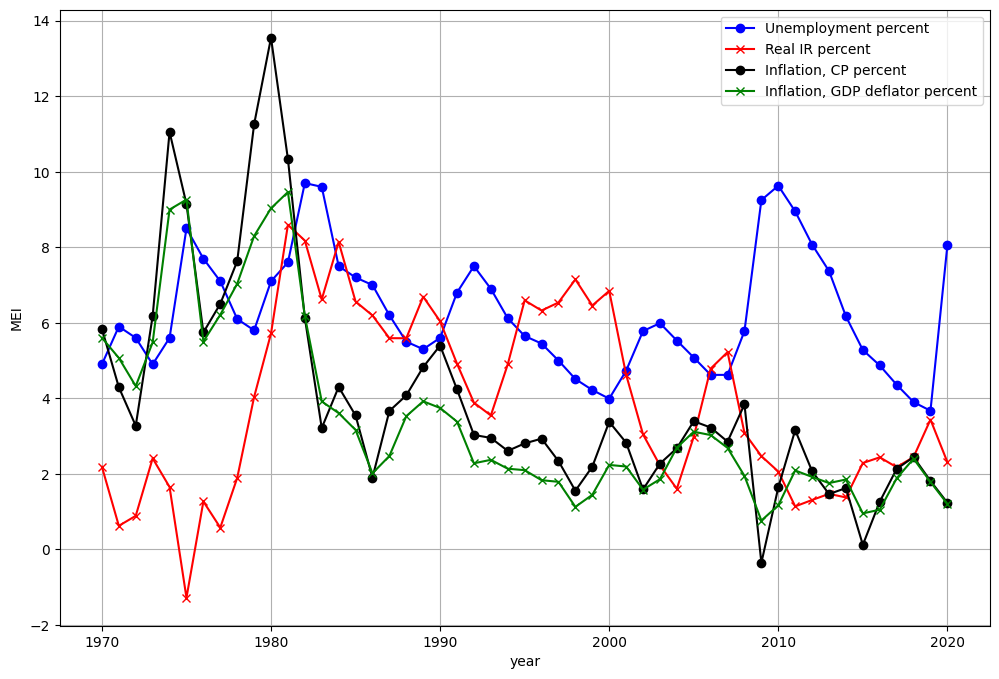 14
12
10
8
6
4
2
0
−2
MEI
Unemployment percent
Real IR percent
Inflation, CP percent
Inflation, GDP deflator percent
1970
1980
1990
2000
2010
2020
year